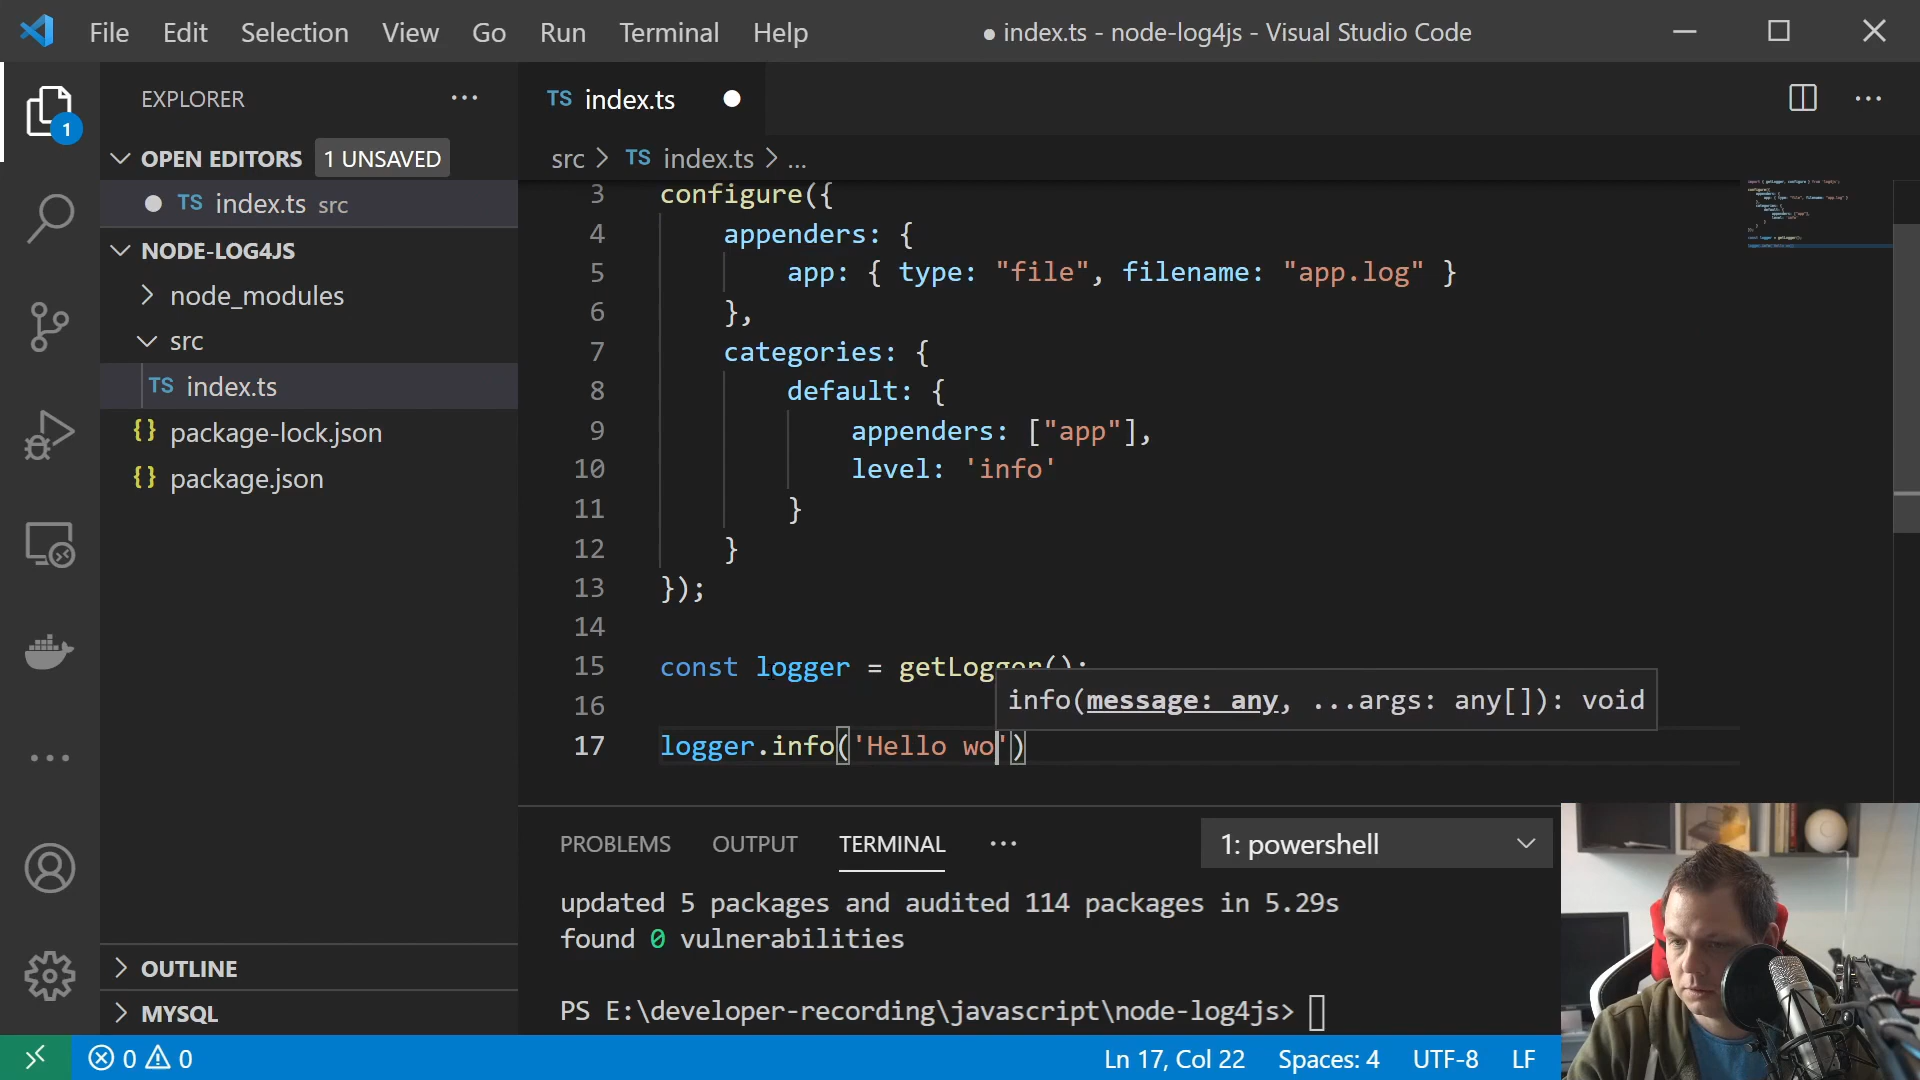 File Edit Selection View Go Run Terminal Help
● index.ts - node-log4js - Visual Studio Code
EXPLORER
1
OPEN EDITORS 1 UNSAVED
TS index.ts src
NODE-LOG4JS
node_modules
src
TS index.ts
{} package-lock.json
{} package.json
OUTLINE
MYSQL
TS index.ts
src > TS index.ts > ...
3 configure({
4 appenders: {
5 app: { type: "file", filename: "app.log" }
6 },
7 categories: {
8 default: {
9 appenders: ["app"],
10 level: 'info'
11 }
12 }
13 });
14
15 const logger = getLogger();
16
info(message: any, ...args: any[]): void
17 logger.info('Hello wo')
PROBLEMS OUTPUT TERMINAL ... 1: powershell
updated 5 packages and audited 114 packages in 5.29s
found 0 vulnerabilities
PS E:\developer-recording\javascript\node-log4js>
0 0 Ln 17, Col 22 Spaces: 4 UTF-8 LF